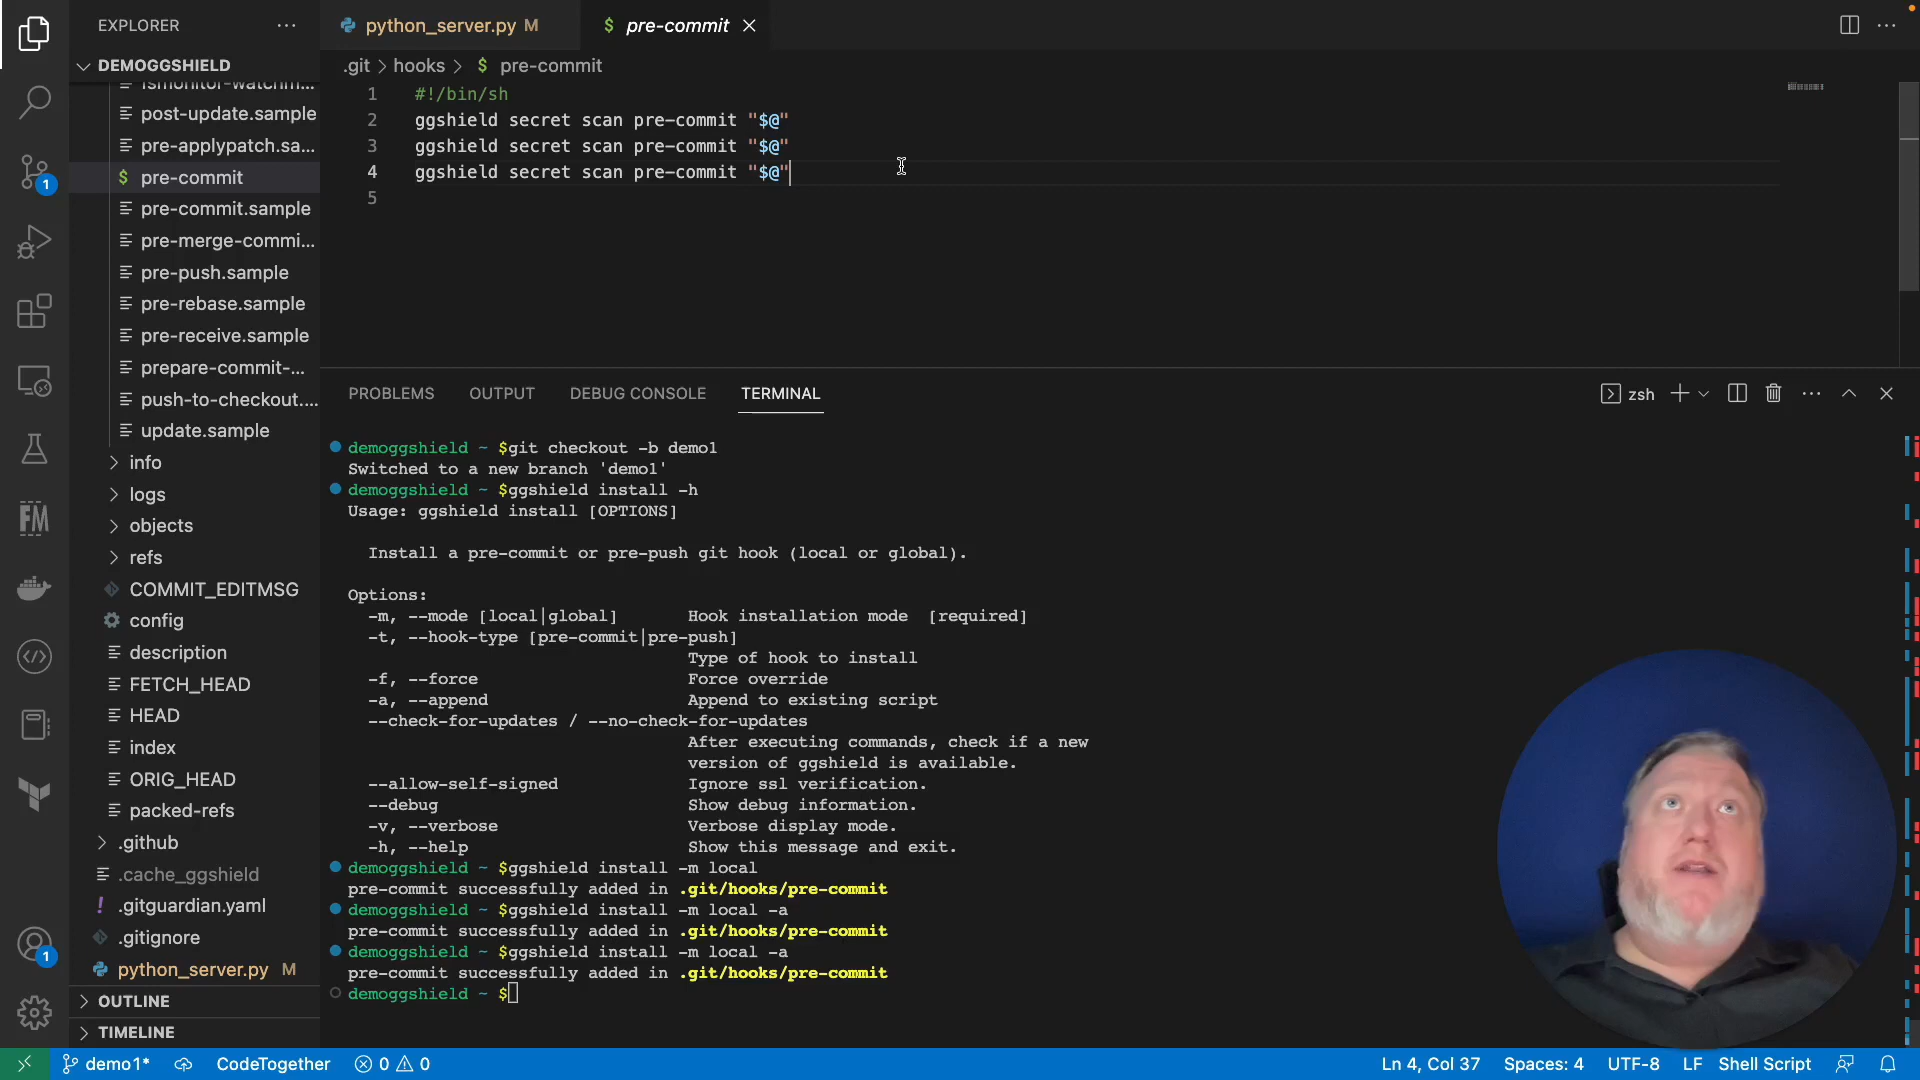 EXPLORER
DEMOGGSHIELD
post-update.sample
pre-applypatch.sa...
$ pre-commit
pre-commit.sample
pre-merge-commi...
pre-push.sample
pre-rebase.sample
pre-receive.sample
prepare-commit-...
push-to-checkout....
update.sample
info
logs
objects
refs
COMMIT_EDITMSG
config
description
FETCH_HEAD
HEAD
index
ORIG_HEAD
packed-refs
.github
.cache_ggshield
! .gitguardian.yaml
.gitignore
python_server.py M
OUTLINE
TIMELINE
1
1
FM
python_server.py M
$ pre-commit
.git > hooks > $ pre-commit
1 #!/bin/sh
2 ggshield secret scan pre-commit "$@"
3 ggshield secret scan pre-commit "$@"
4 ggshield secret scan pre-commit "$@"
5
PROBLEMS OUTPUT DEBUG CONSOLE TERMINAL
zsh
demoggshield ~ $git checkout -b demo1
Switched to a new branch 'demo1'
demoggshield ~ $ggshield install -h
Usage: ggshield install [OPTIONS]
Install a pre-commit or pre-push git hook (local or global).
Options:
-m, --mode [local|global] Hook installation mode [required]
-t, --hook-type [pre-commit|pre-push]
Type of hook to install
-f, --force Force override
-a, --append Append to existing script
--check-for-updates / --no-check-for-updates
After executing commands, check if a new
version of ggshield is available.
--allow-self-signed Ignore ssl verification.
--debug Show debug information.
-v, --verbose Verbose display mode.
-h, --help Show this message and exit.
demoggshield ~ $ggshield install -m local
pre-commit successfully added in .git/hooks/pre-commit
demoggshield ~ $ggshield install -m local -a
pre-commit successfully added in .git/hooks/pre-commit
demoggshield ~ $ggshield install -m local -a
pre-commit successfully added in .git/hooks/pre-commit
demoggshield ~ $
demo1* CodeTogether 0 0 Ln 4, Col 37 Spaces: 4 UTF-8 LF Shell Script